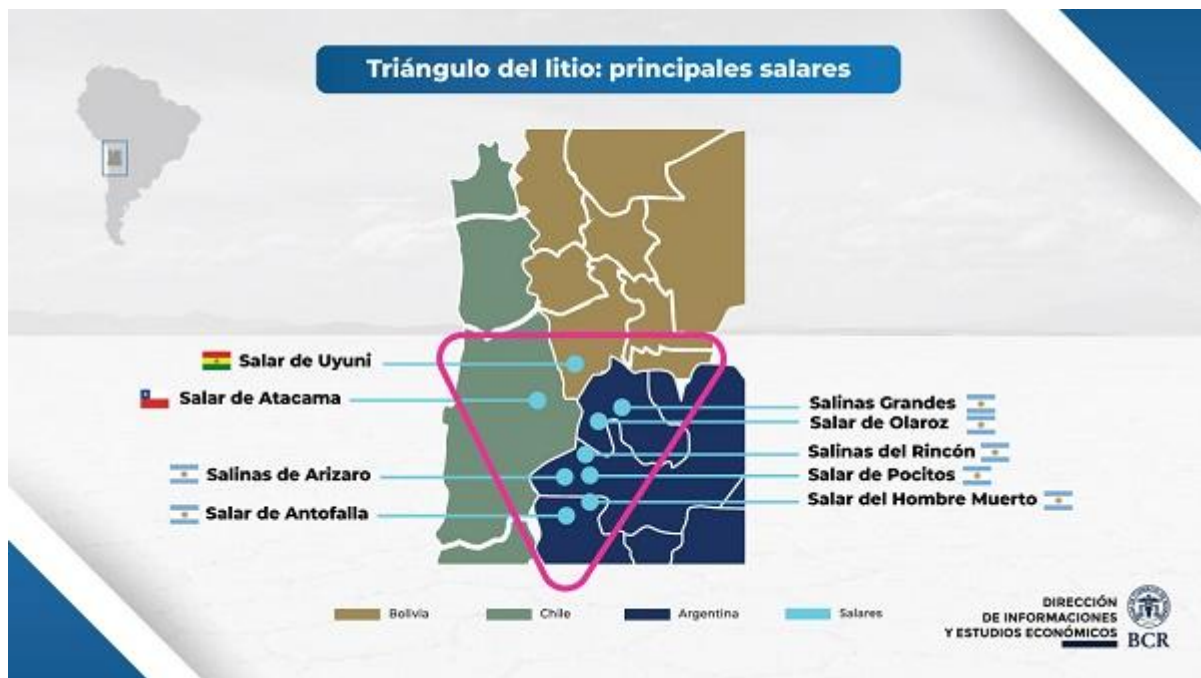 Triángulo del litio: principales salares
Salar de Uyuni
Salar de Atacama
Salinas de Arizaro
Salar de Antofalla
Salinas Grandes
Salar de Olaroz
Salinas del Rincón
Salar de Pocitos
Salar del Hombre Muerto
Bolivia
Chile
Argentina
Salares
DIRECCIÓN
DE INFORMACIONES
Y ESTUDIOS ECONÓMICOS
BCR